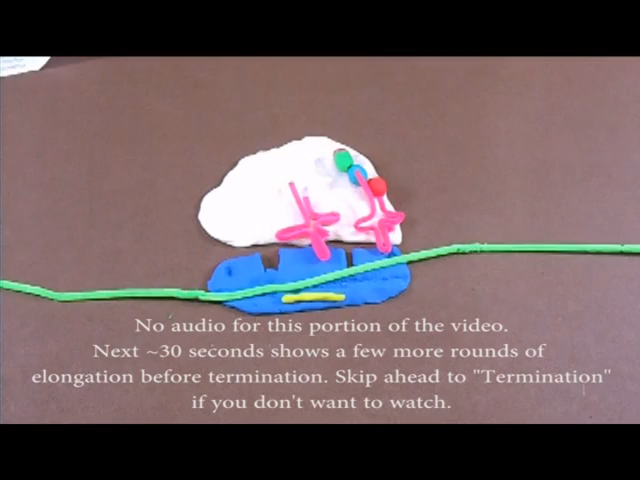 No audio for this portion of the video.
Next ~30 seconds shows a few more rounds of
elongation before termination. Skip ahead to "Termination"
if you don't want to watch.